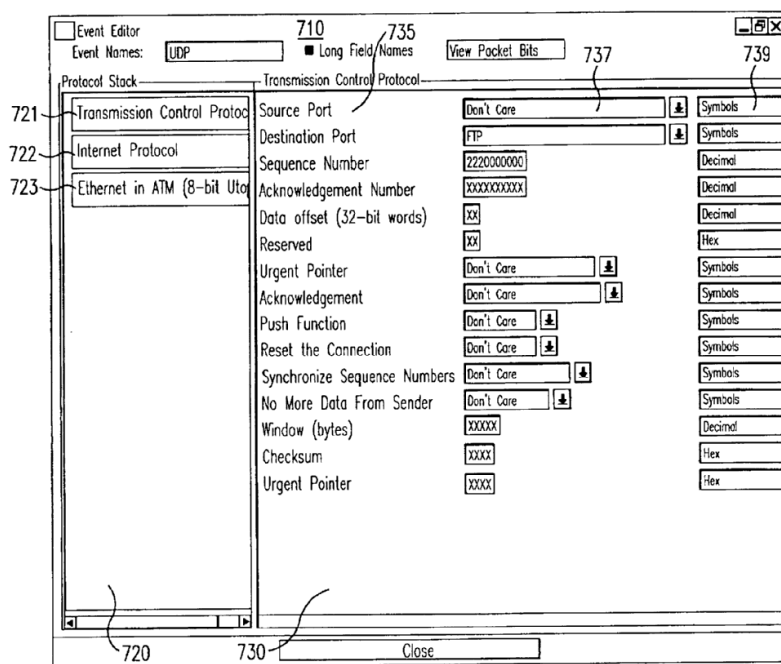 Event Editor 710 735
Event Names: UDP Long Field Names View Packet Bits
Protocol Stack Transmission Control Protocol 737 739
721 Transmission Control Protoc Source Port Don't Care Symbols
Destination Port FTP Symbols
722 Internet Protocol Sequence Number 2220000000 Decimal
723 Ethernet in ATM (8-bit Utop Acknowledgement Number XXXXXXXXXX Decimal
Data offset (32-bit words) XX Decimal
Reserved XX Hex
Urgent Pointer Don't Care Symbols
Acknowledgement Don't Care Symbols
Push Function Don't Care Symbols
Reset the Connection Don't Care Symbols
Synchronize Sequence Numbers Don't Care Symbols
No More Data From Sender Don't Care Symbols
Window (bytes) XXXXX Decimal
Checksum XXXX Hex
Urgent Pointer XXXX Hex
720 730 Close